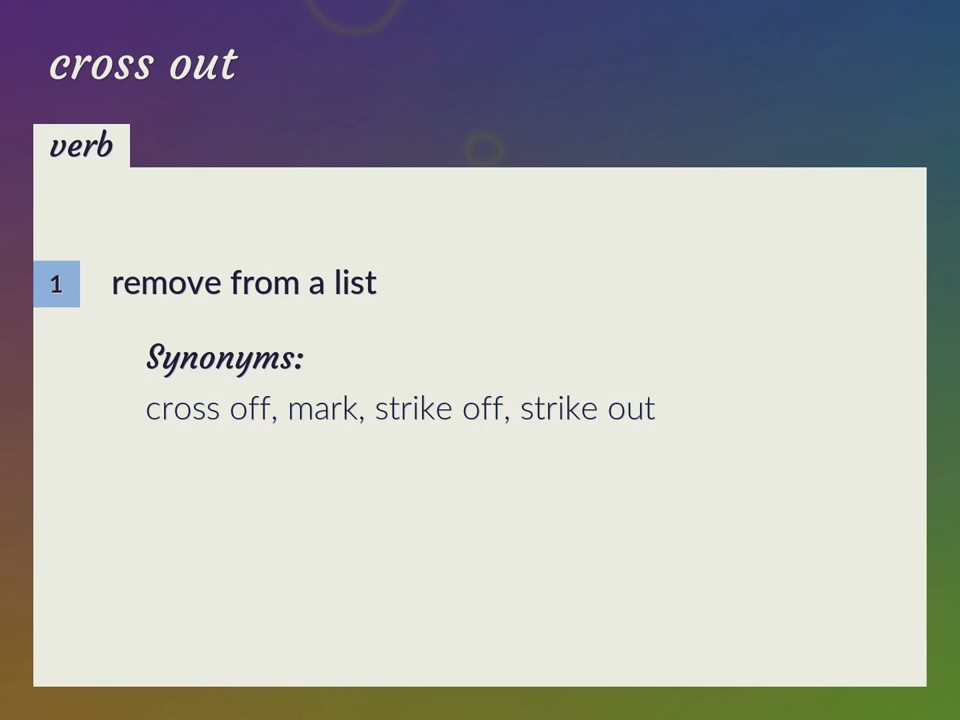 cross out
verb
1 remove from a list
Synonyms:
cross off, mark, strike off, strike out